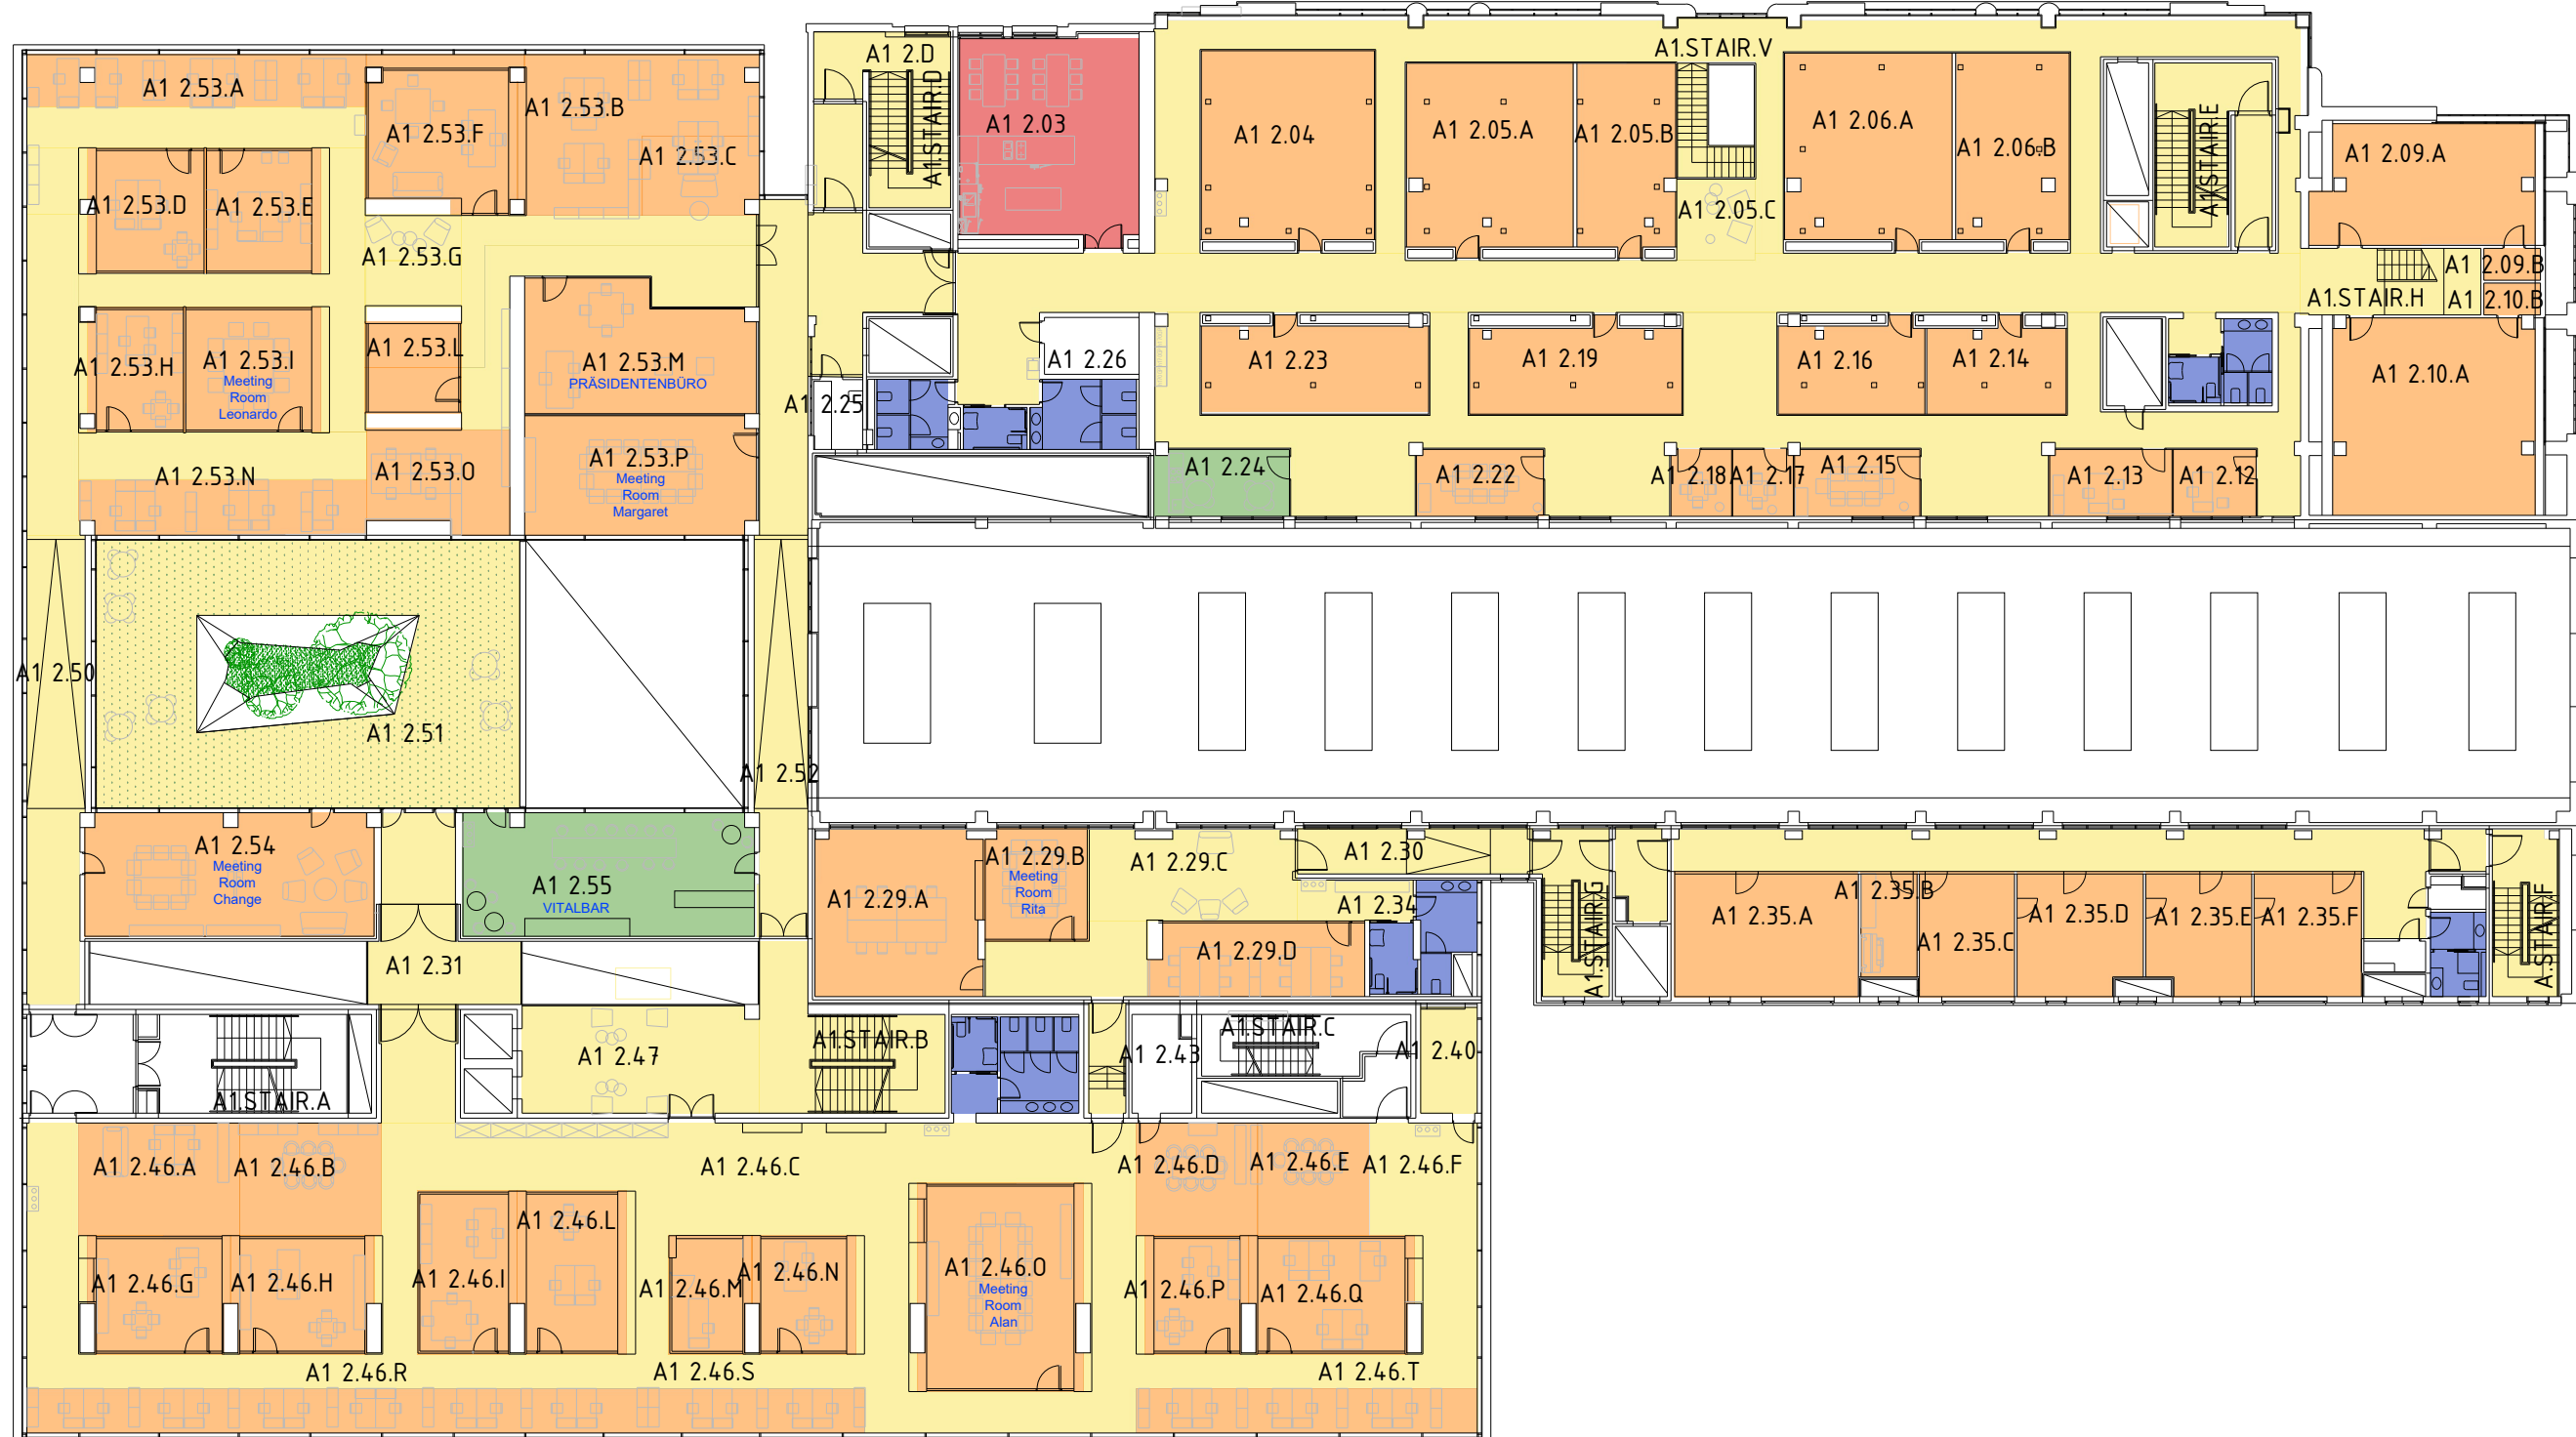 A1 2.53.A
A1 2.53.F
A1 2.53.B
A1 2.53.C
A1 2.53.D
A1 2.53.E
A1 2.53.G
A1 2.53.H
A1 2.53.I
Meeting
Room
Leonardo
A1 2.53.L
A1 2.53.M
PRÄSIDENTENBÜRO
A1 2.53.N
A1 2.53.O
A1 2.53.P
Meeting
Room
Margaret
A1 2.D
A1.STAIR.D
A1 2.03
A1 2.04
A1 2.05.A
A1 2.05.B
A1.STAIR.V
A1 2.05.C
A1 2.06.A
A1 2.06.B
A1.STAIR.E
A1 2.09.A
A1 2.09.B
A1.STAIR.H
A1 2.10.B
A1 2.10.A
A1 2.25
A1 2.26
A1 2.23
A1 2.19
A1 2.16
A1 2.14
A1 2.24
A1 2.22
A1 2.18
A1 2.17
A1 2.15
A1 2.13
A1 2.12
A1 2.50
A1 2.51
A1 2.52
A1 2.54
Meeting
Room
Change
A1 2.55
VITALBAR
A1 2.29.A
A1 2.29.B
Meeting
Room
Rita
A1 2.29.C
A1 2.30
A1 2.34
A1 2.29.D
A1.STAIR.G
A1 2.35.A
A1 2.35.B
A1 2.35.C
A1 2.35.D
A1 2.35.E
A1 2.35.F
A.STAIR.F
A1 2.31
A1.STAIR.A
A1 2.47
A1.STAIR.B
A1 2.43
A1.STAIR.C
A1 2.40
A1 2.46.A
A1 2.46.B
A1 2.46.C
A1 2.46.D
A1 2.46.E
A1 2.46.F
A1 2.46.G
A1 2.46.H
A1 2.46.I
A1 2.46.L
A1 2.46.M
A1 2.46.N
A1 2.46.O
Meeting
Room
Alan
A1 2.46.P
A1 2.46.Q
A1 2.46.R
A1 2.46.S
A1 2.46.T